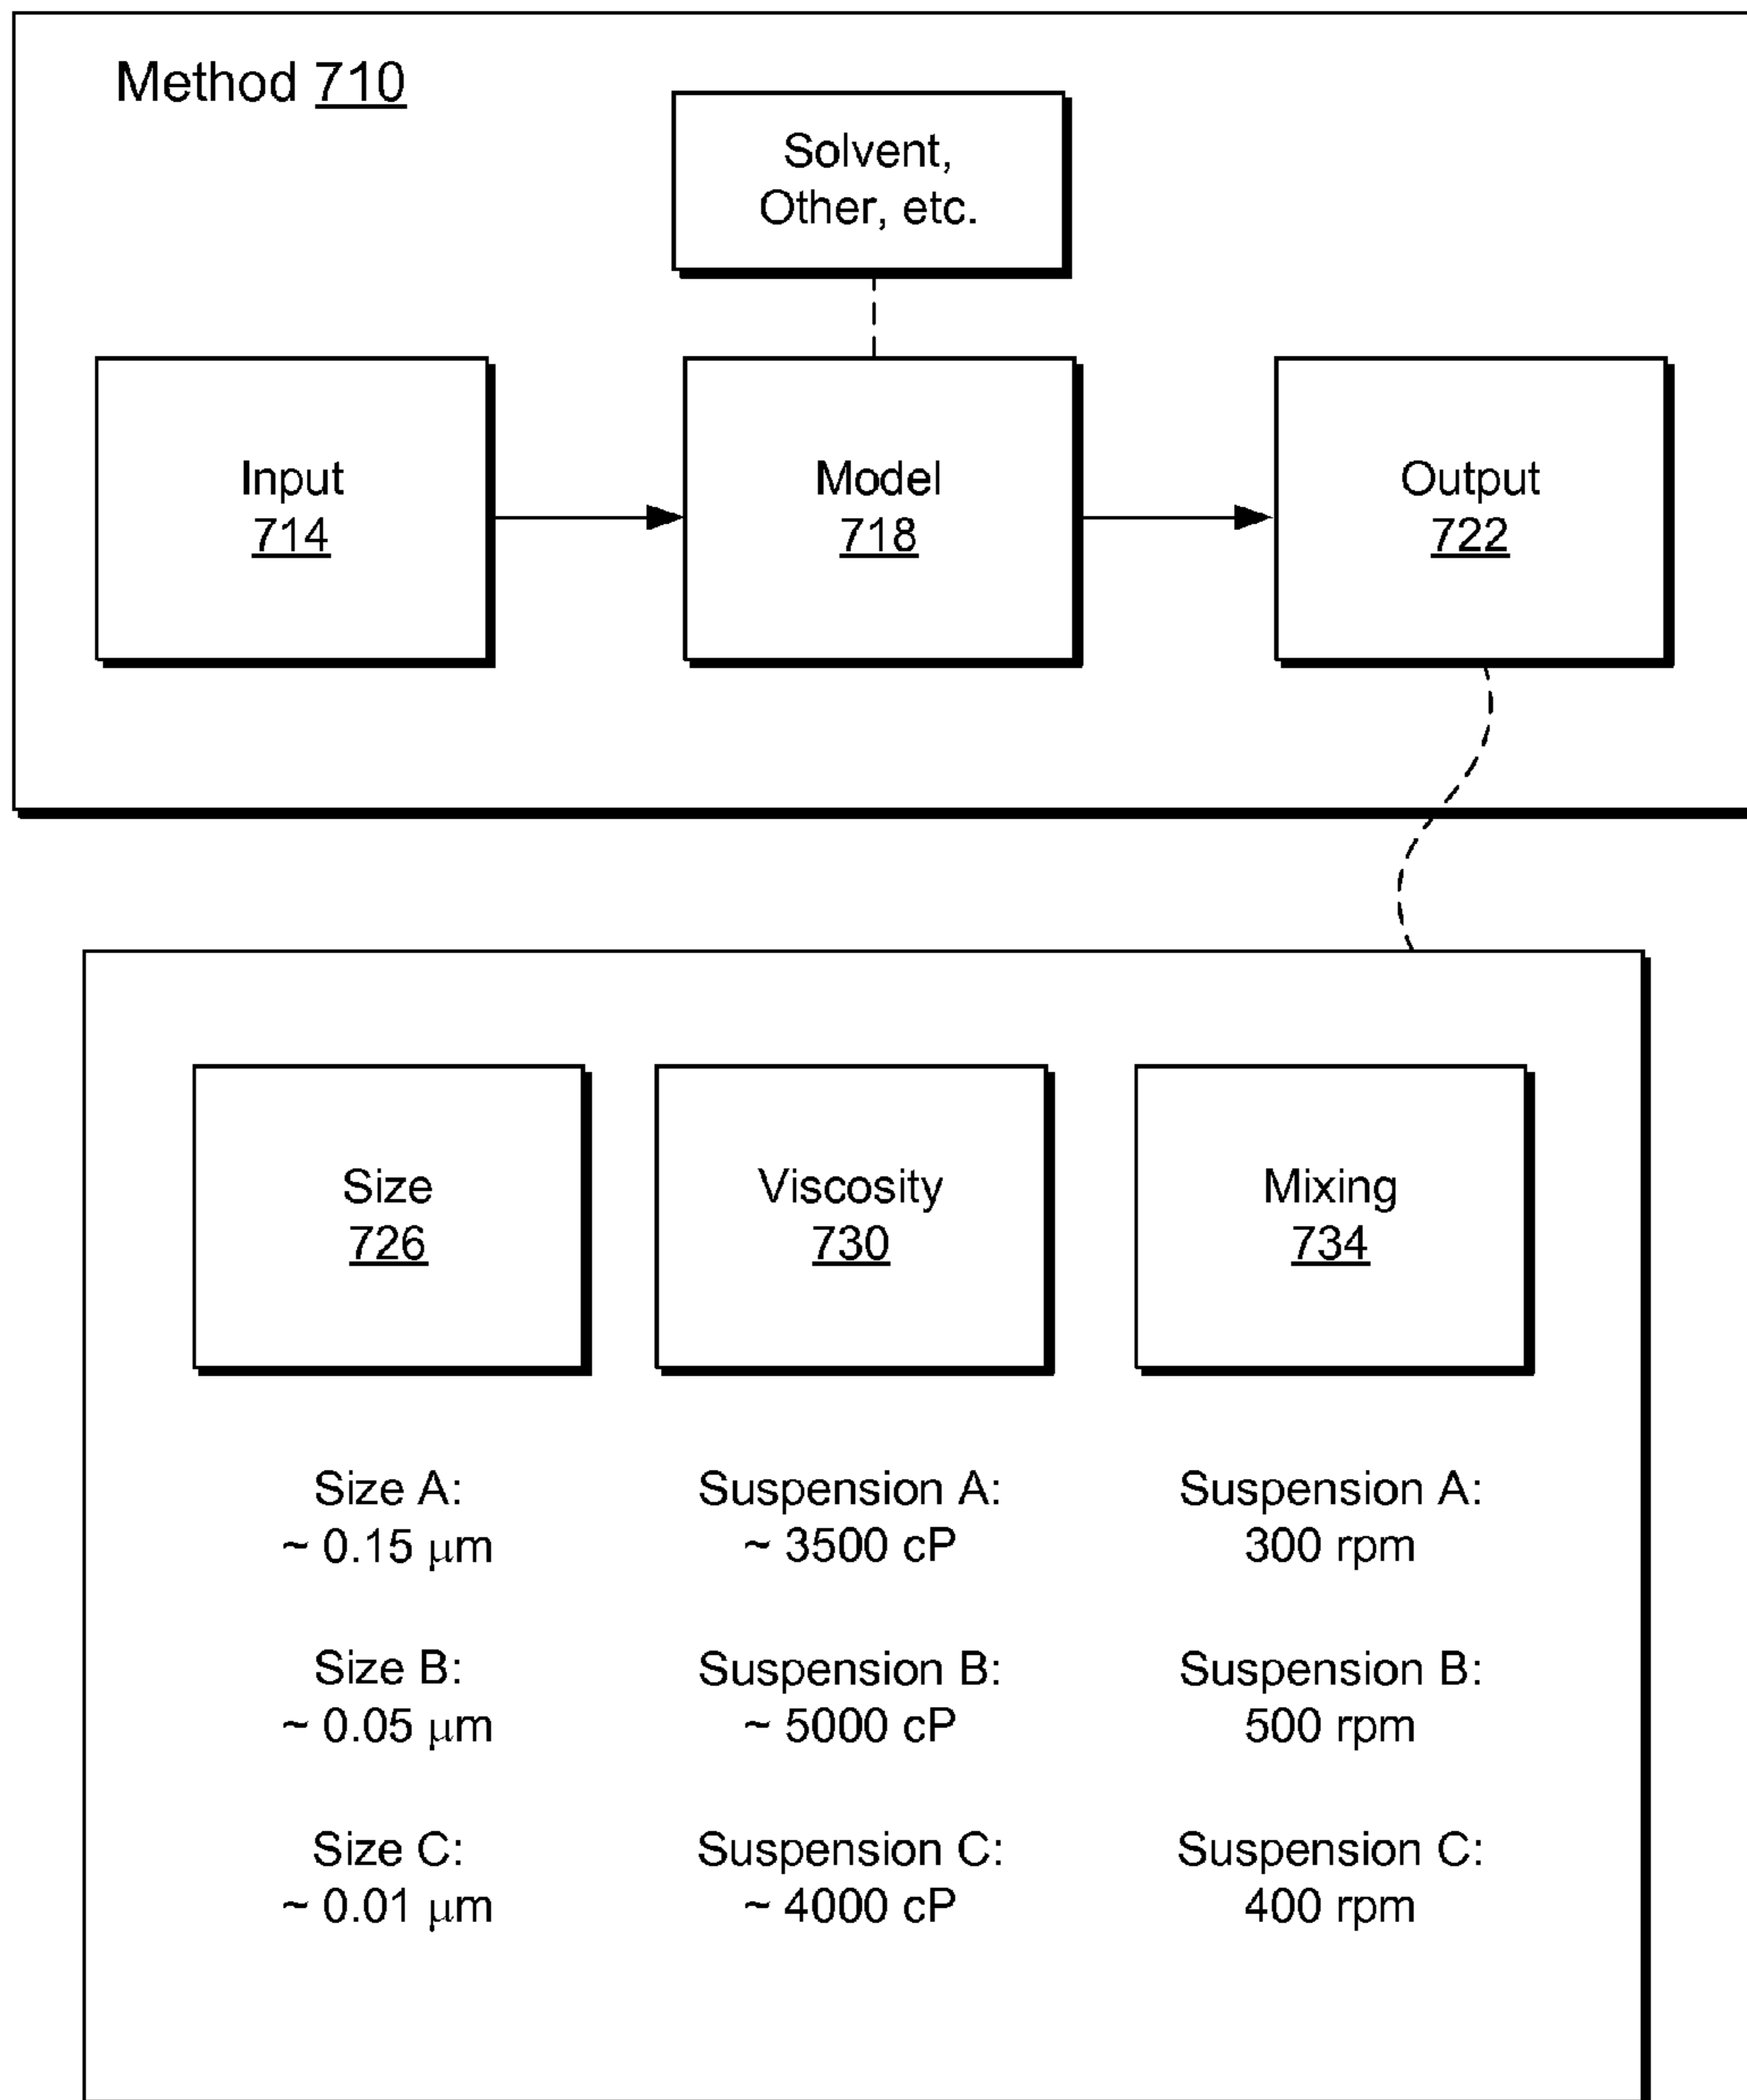 Method 710
Solvent,
Other, etc.
Input
714
Model
718
Output
722
Size
726
Viscosity
730
Mixing
734
Size A:
~ 0.15 μm
Suspension A:
~ 3500 cP
Suspension A:
300 rpm
Size B:
~ 0.05 μm
Suspension B:
~ 5000 cP
Suspension B:
500 rpm
Size C:
~ 0.01 μm
Suspension C:
~ 4000 cP
Suspension C:
400 rpm